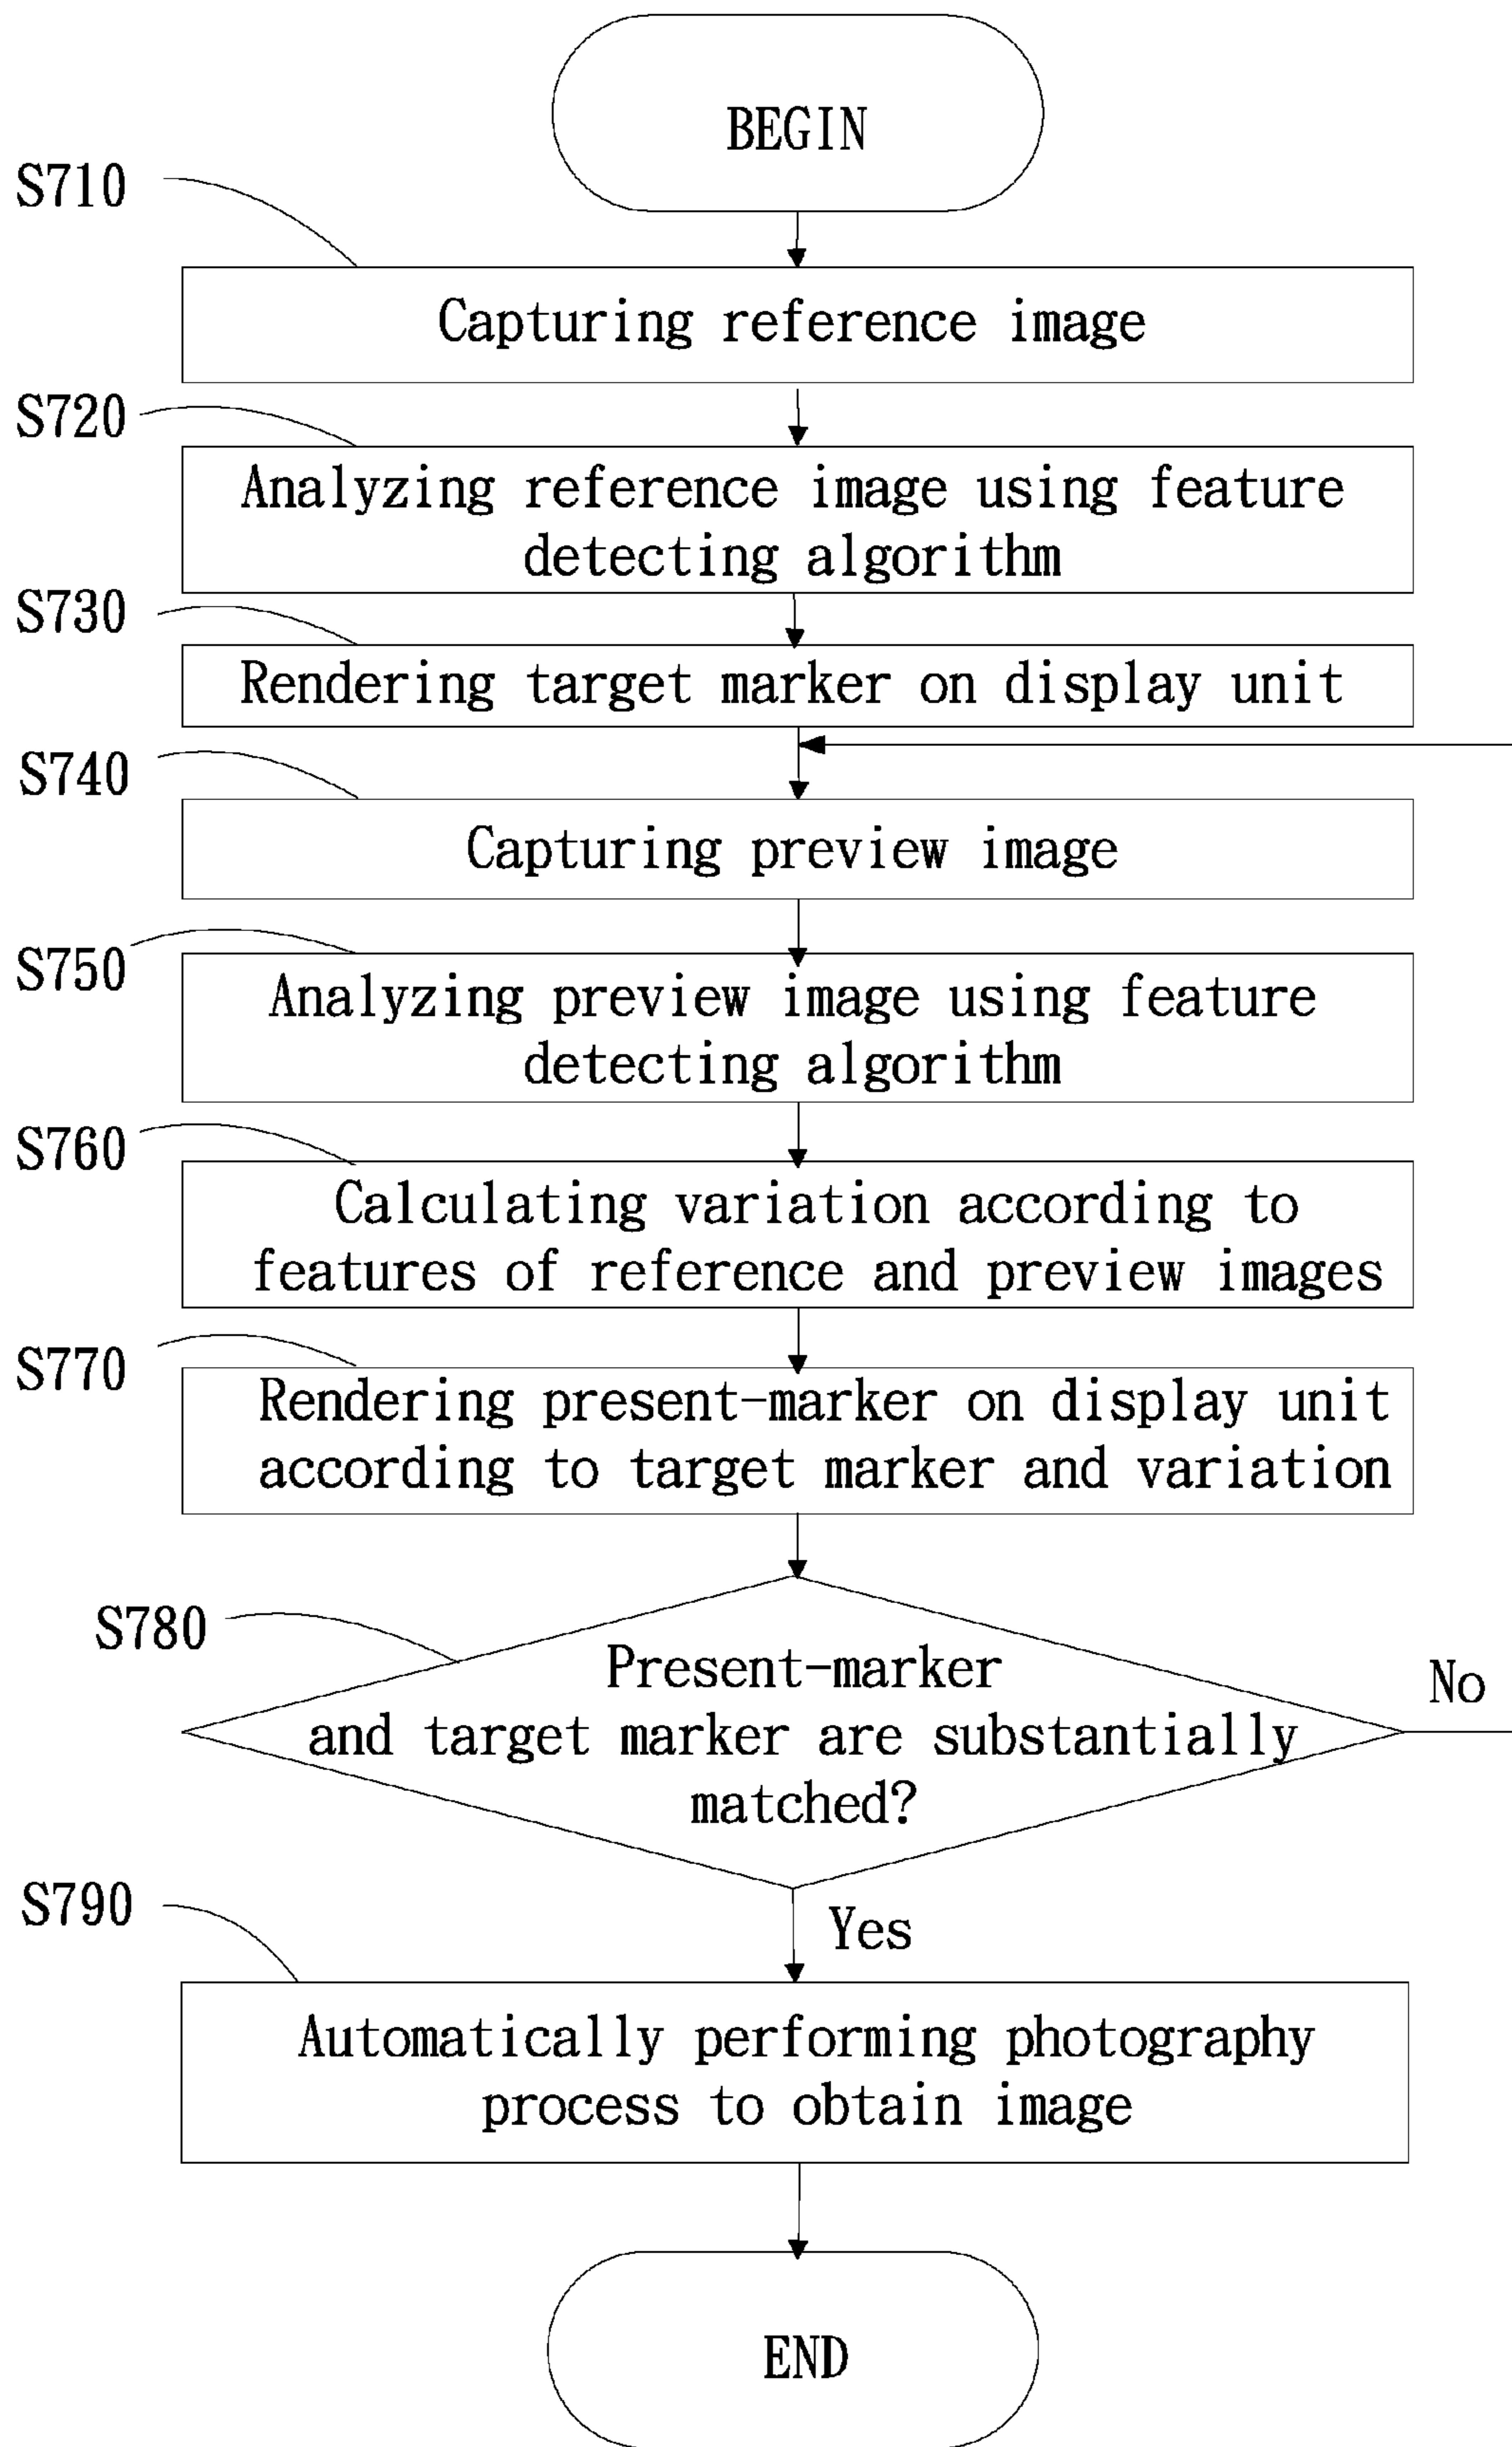 BEGIN
S710
Capturing reference image
S720
Analyzing reference image using feature
detecting algorithm
S730
Rendering target marker on display unit
S740
Capturing preview image
S750
Analyzing preview image using feature
detecting algorithm
S760
Calculating variation according to
features of reference and preview images
S770
Rendering present-marker on display unit
according to target marker and variation
S780
Present-marker
and target marker are substantially
matched?
No
Yes
S790
Automatically performing photography
process to obtain image
END